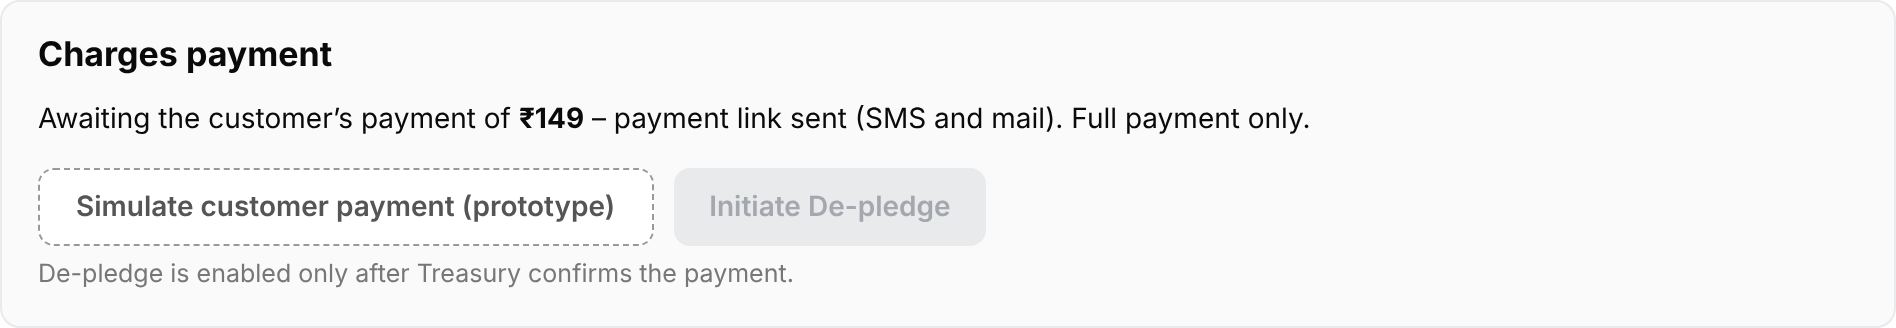 Charges payment
Awaiting the customer’s payment of ₹149 – payment link sent (SMS and mail). Full payment only.
Simulate customer payment (prototype) Initiate De-pledge
De-pledge is enabled only after Treasury confirms the payment.